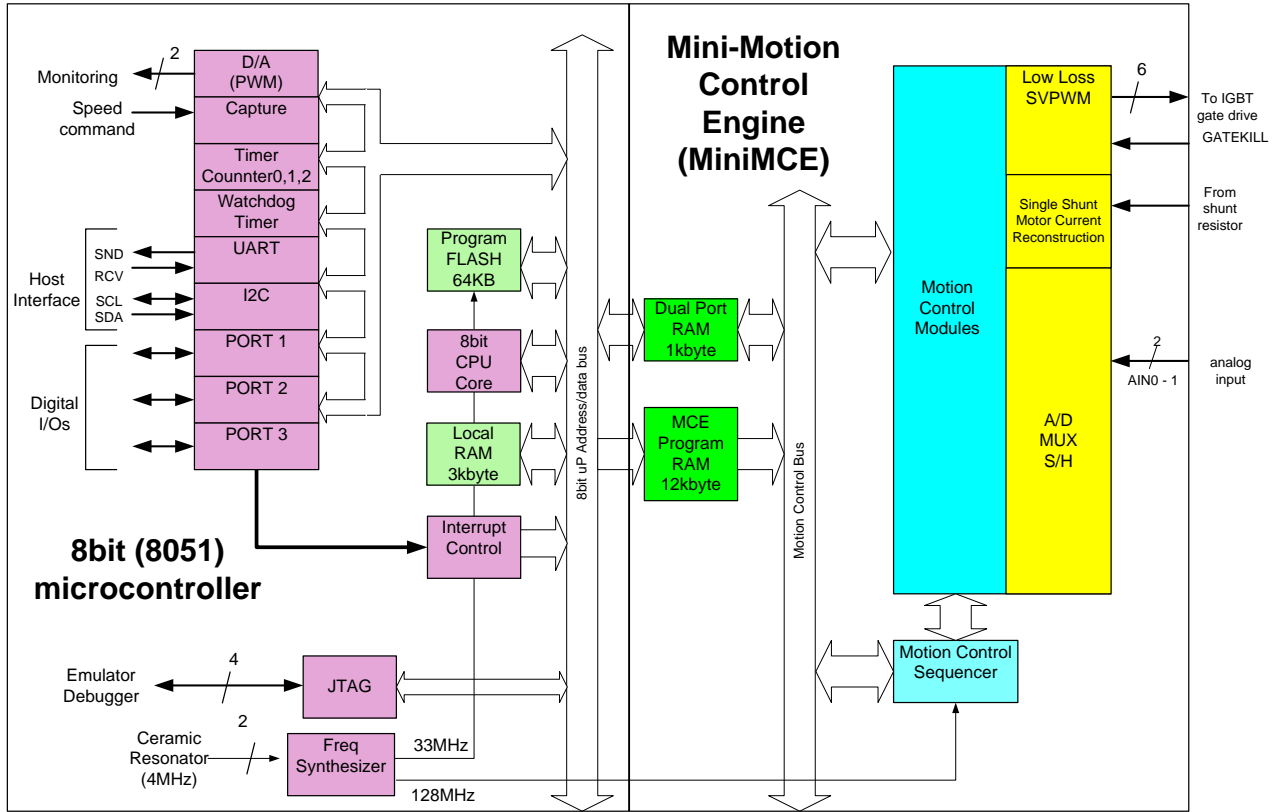 Monitoring
2
D/A
(PWM)
Speed
command
Capture
Timer
Counnter0,1,2
Watchdog
Timer
Host
Interface
SND
RCV
UART
SCL
SDA
I2C
Digital
I/Os
PORT 1
PORT 2
PORT 3
Program
FLASH
64KB
8bit
CPU
Core
Local
RAM
3kbyte
Interrupt
Control
8bit (8051)
microcontroller
Emulator
Debugger
4
JTAG
Ceramic
Resonator
(4MHz)
2
Freq
Synthesizer
33MHz
128MHz
8bit uP Address/data bus
Mini-Motion
Control
Engine
(MiniMCE)
Dual Port
RAM
1kbyte
MCE
Program
RAM
12kbyte
Motion Control Bus
Motion
Control
Modules
Low Loss
SVPWM
Single Shunt
Motor Current
Reconstruction
A/D
MUX
S/H
Motion Control
Sequencer
6
To IGBT
gate drive
GATEKILL
From
shunt
resistor
2
AIN0 - 1
analog
input